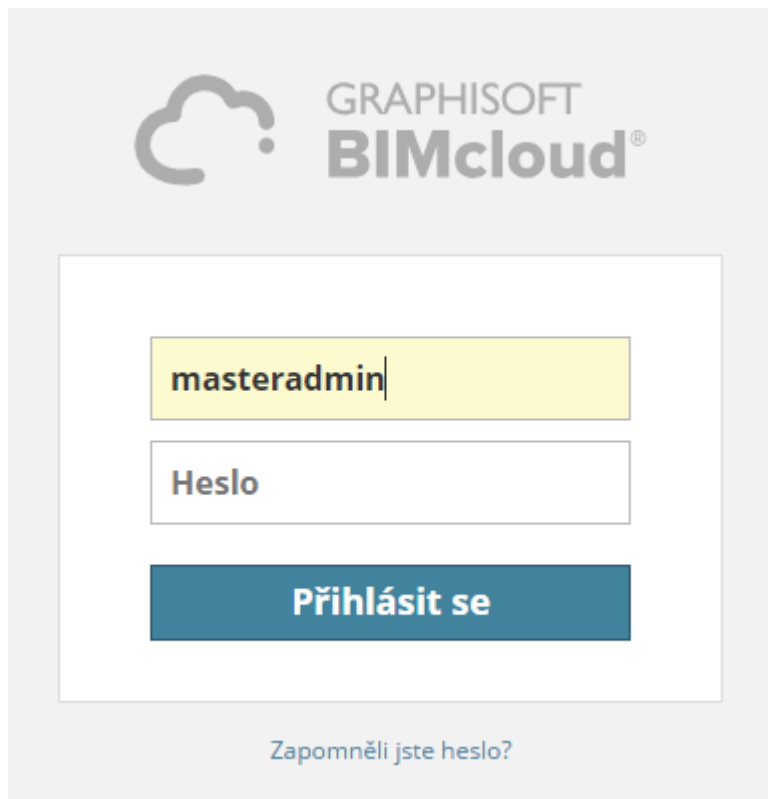 GRAPHISOFT
BIMcloud®
masteradmin
Heslo
Přihlásit se
Zapomněli jste heslo?